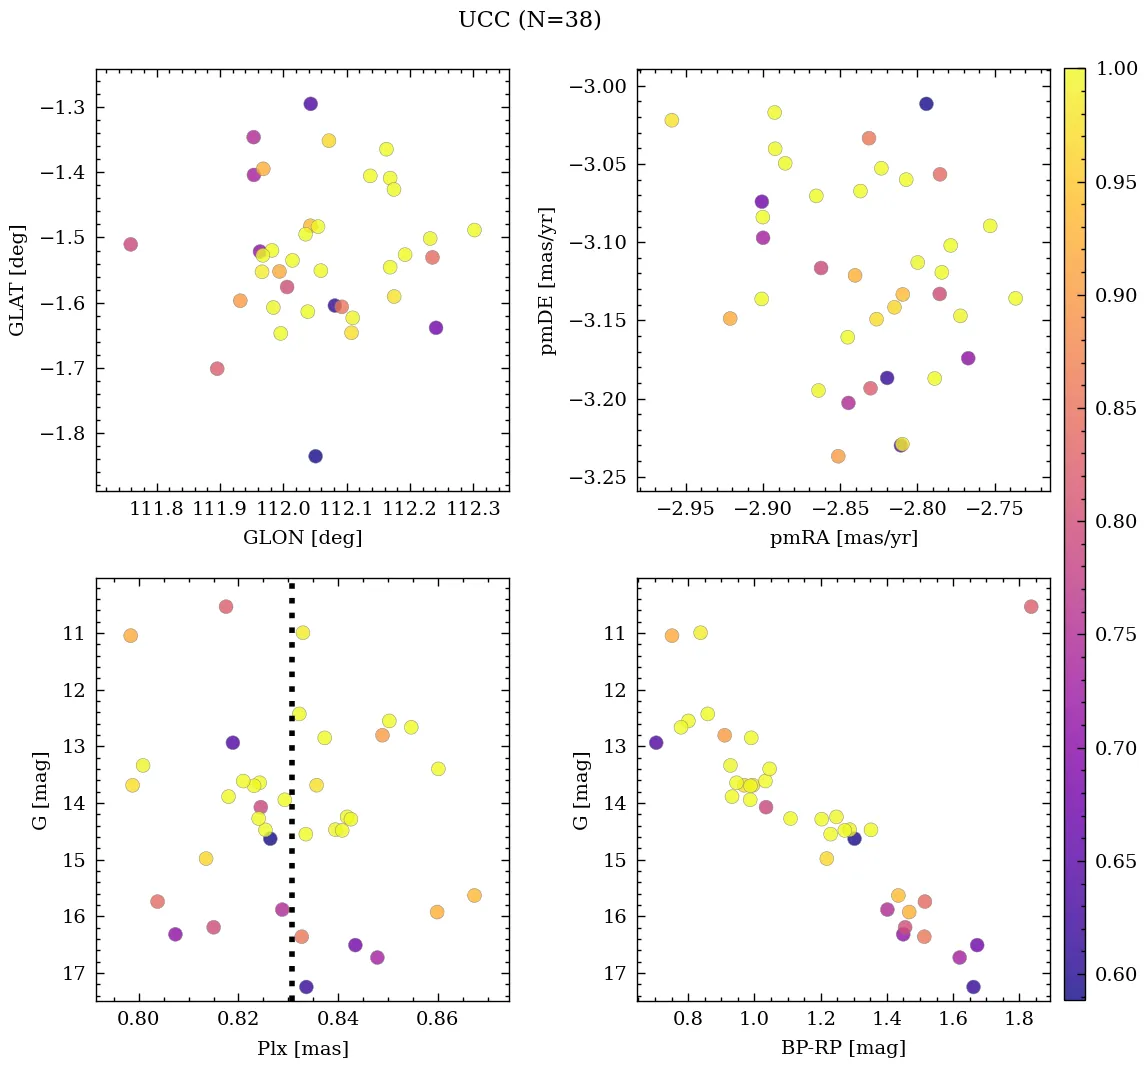 UCC (N=38)
−1.3
−1.4
−1.5
−1.6
−1.7
−1.8
GLAT [deg]
111.8 111.9 112.0 112.1 112.2 112.3
GLON [deg]
−3.00
−3.05
−3.10
−3.15
−3.20
−3.25
pmDE [mas/yr]
−2.95 −2.90 −2.85 −2.80 −2.75
pmRA [mas/yr]
1.00
0.95
0.90
0.85
0.80
0.75
0.70
0.65
0.60
11
12
13
14
15
16
17
G [mag]
0.80 0.82 0.84 0.86
Plx [mas]
11
12
13
14
15
16
17
G [mag]
0.8 1.0 1.2 1.4 1.6 1.8
BP-RP [mag]